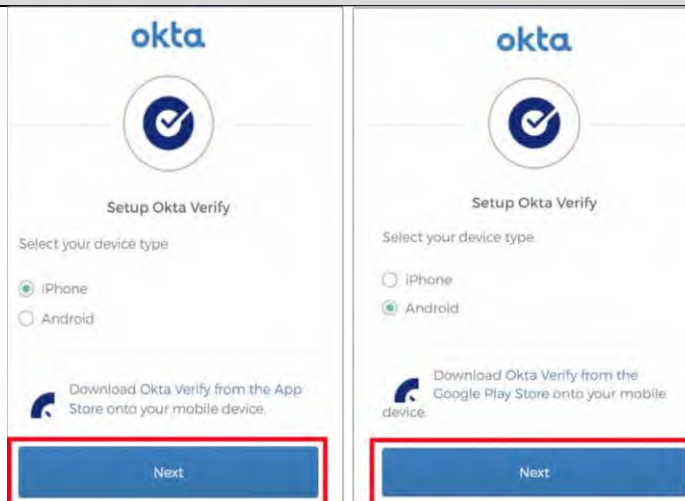 okta
Setup Okta Verify
Select your device type
iPhone
Android
Download Okta Verify from the App
Store onto your mobile device.
Next
okta
Setup Okta Verify
Select your device type
iPhone
Android
Download Okta Verify from the
Google Play Store onto your mobile
device.
Next